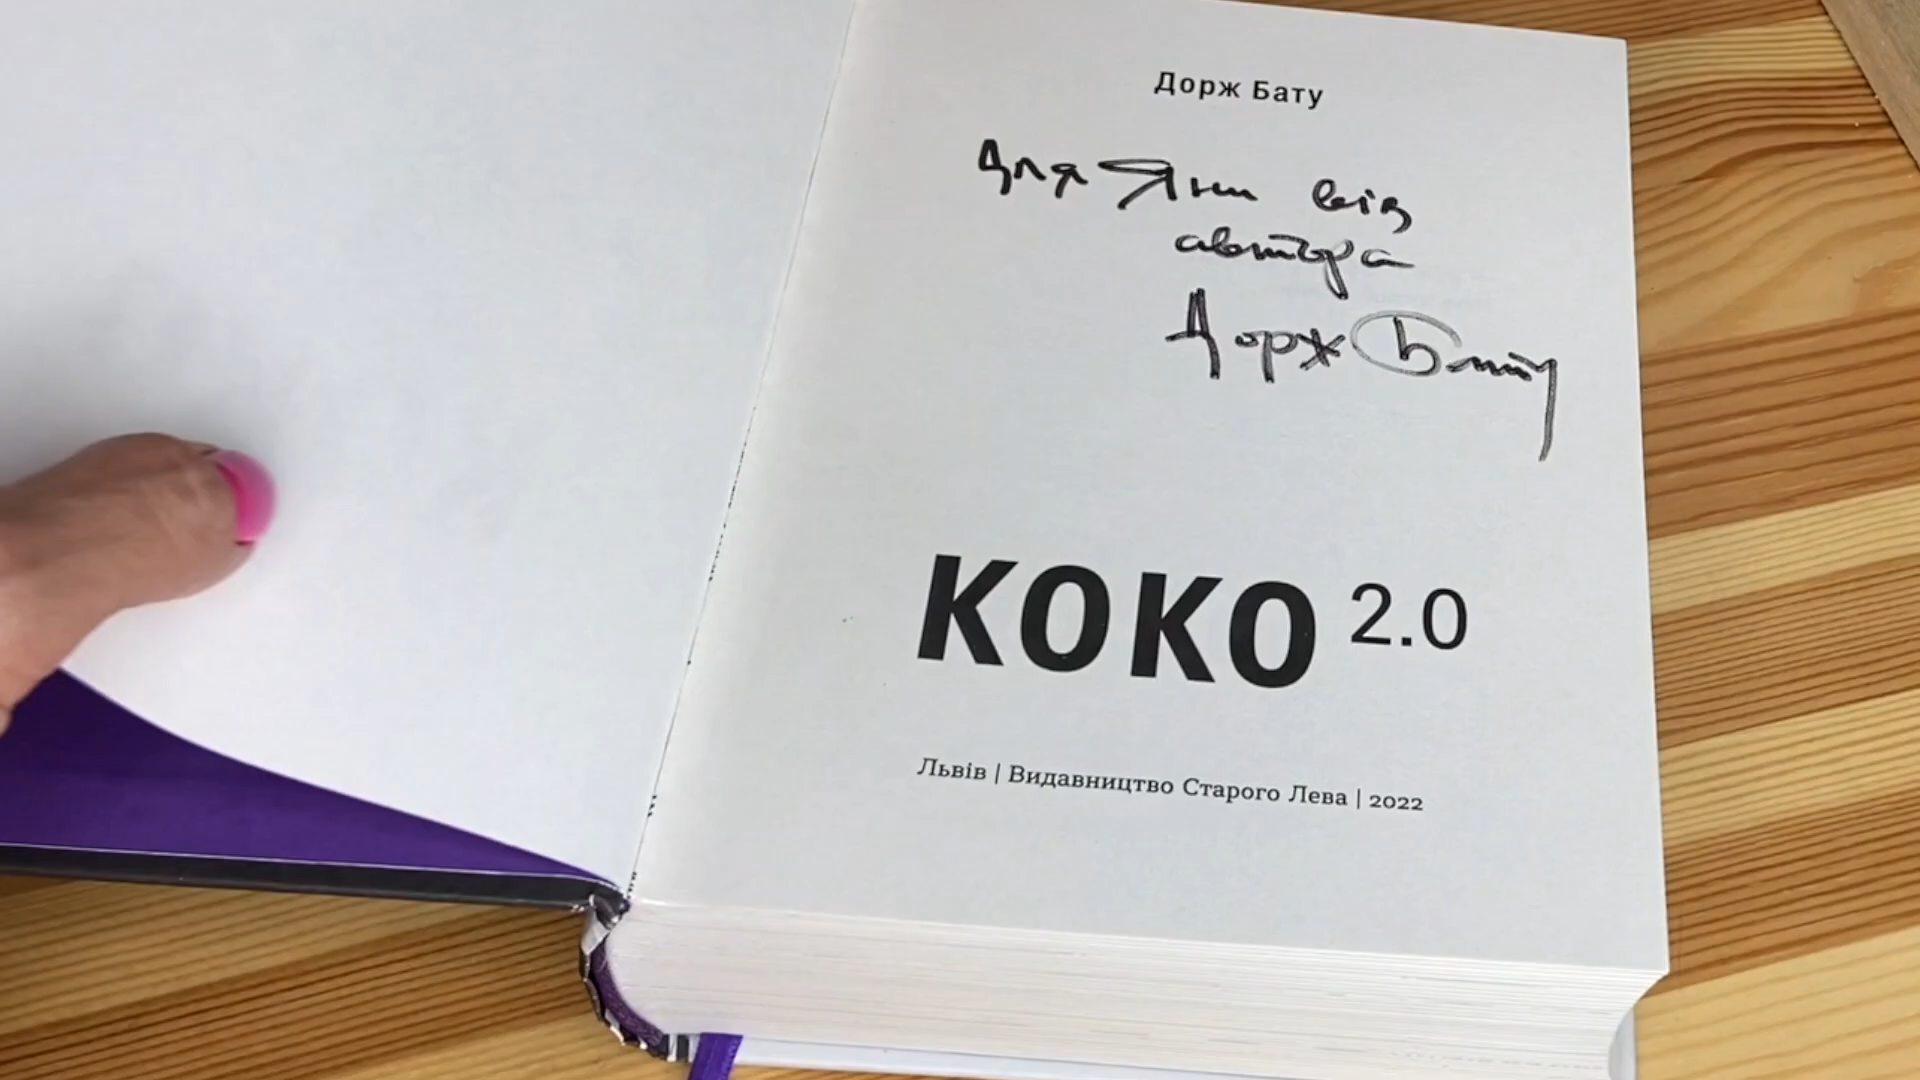 Дорж Бату
Для Яни від
автора
Дорж Бату
КОКО 2.0
Львів | Видавництво Старого Лева | 2022